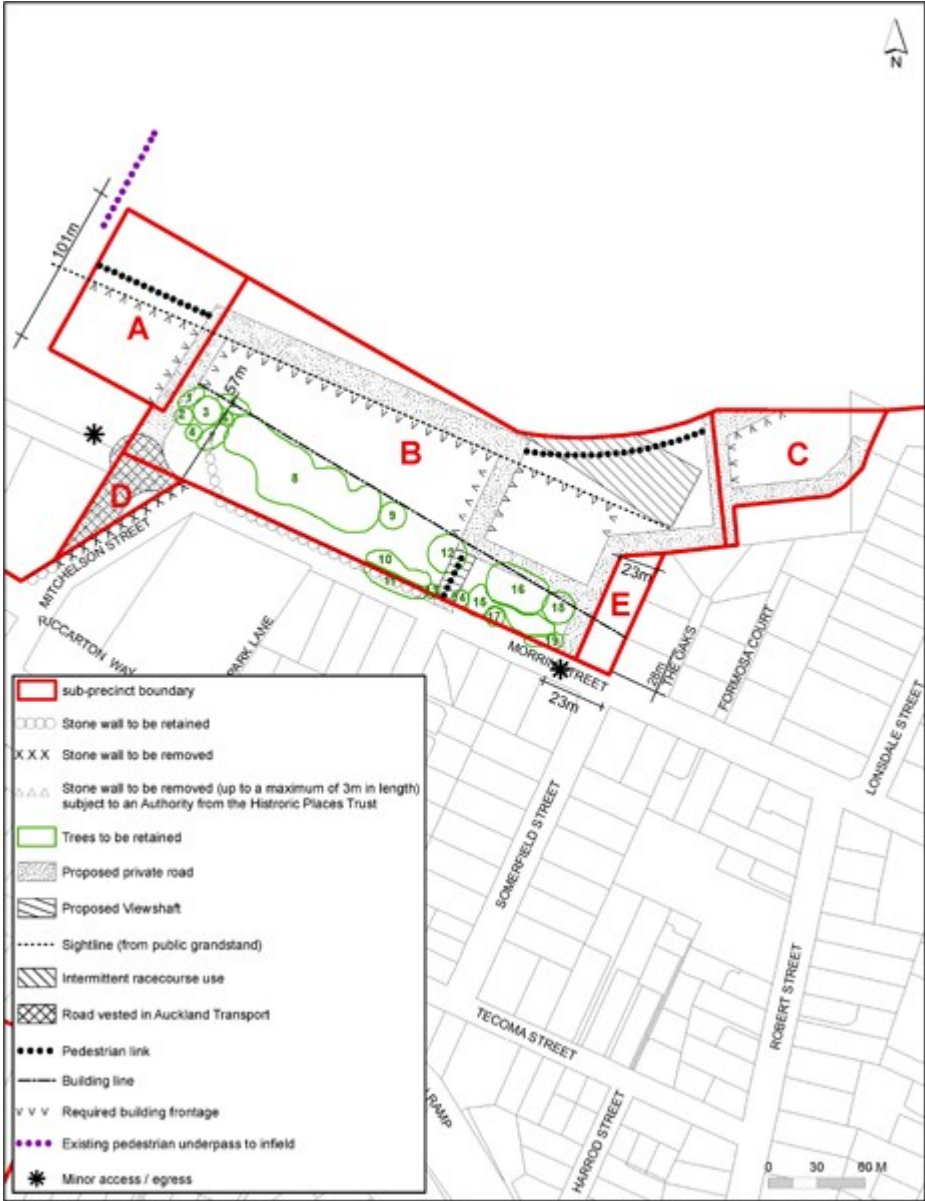 N
101m
A
57m
B
C
1
2
3
4
7
8
9
D
10
11
12
14
15
16
17
18
23m
E
MITCHELSON STREET
RICCARTON WAY
PARK LANE
MORRIN STREET
23m
28m
THE OAKS
FORMOSA COURT
LONSDALE STREET
SOMERFIELD STREET
ROBERT STREET
TECOMA STREET
HARROD STREET
RAMP
sub-precinct boundary
Stone wall to be retained
X X X Stone wall to be removed
Stone wall to be removed (up to a maximum of 3m in length)
subject to an Authority from the Historic Places Trust
Trees to be retained
Proposed private road
Proposed Viewshaft
Sightline (from public grandstand)
Intermittent racecourse use
Road vested in Auckland Transport
Pedestrian link
Building line
v v v Required building frontage
Existing pedestrian underpass to infield
Minor access / egress
0 30 60 M